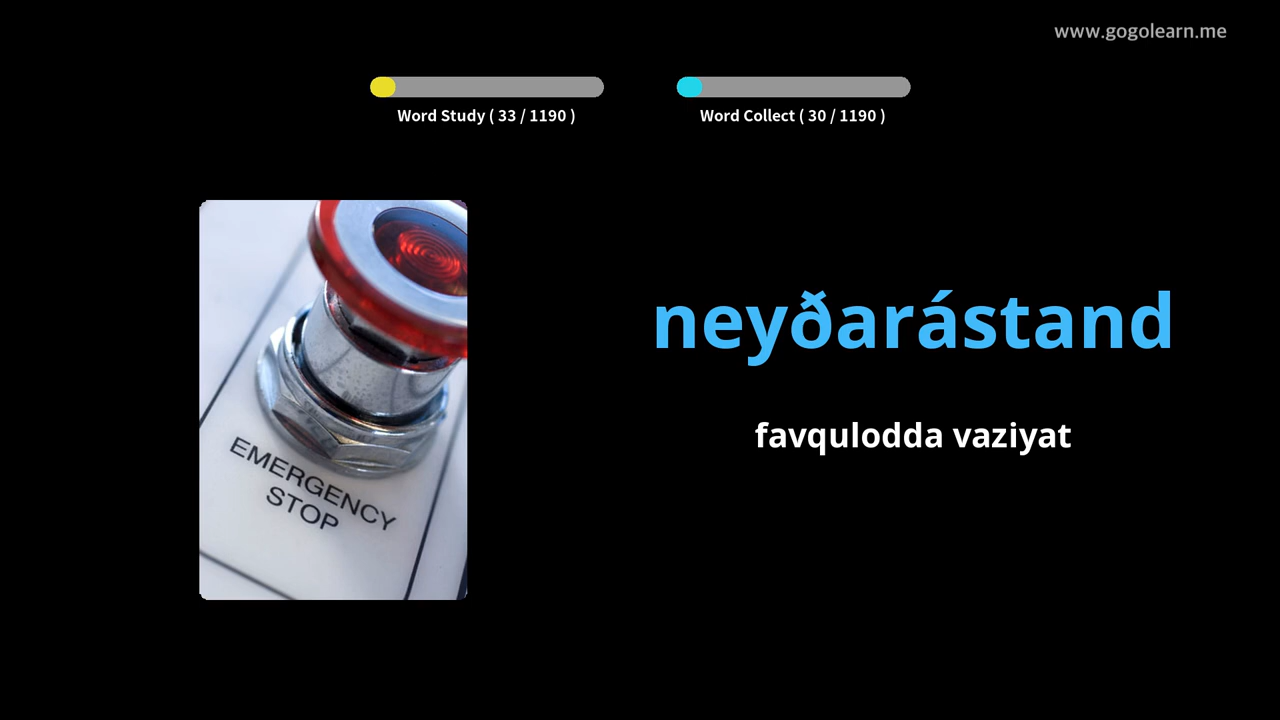 www.gogolearn.me
Word Study ( 33 / 1190 )
Word Collect ( 30 / 1190 )
EMERGENCY
STOP
neyðarástand
favqulodda vaziyat